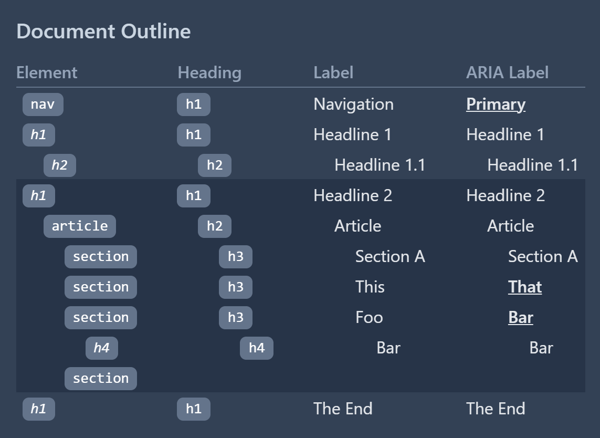 Document Outline
Element Heading Label ARIA Label
nav h1 Navigation Primary
h1 h1 Headline 1 Headline 1
h2 h2 Headline 1.1 Headline 1.1
h1 h1 Headline 2 Headline 2
article h2 Article Article
section h3 Section A Section A
section h3 This That
section h3 Foo Bar
h4 h4 Bar Bar
section
h1 h1 The End The End